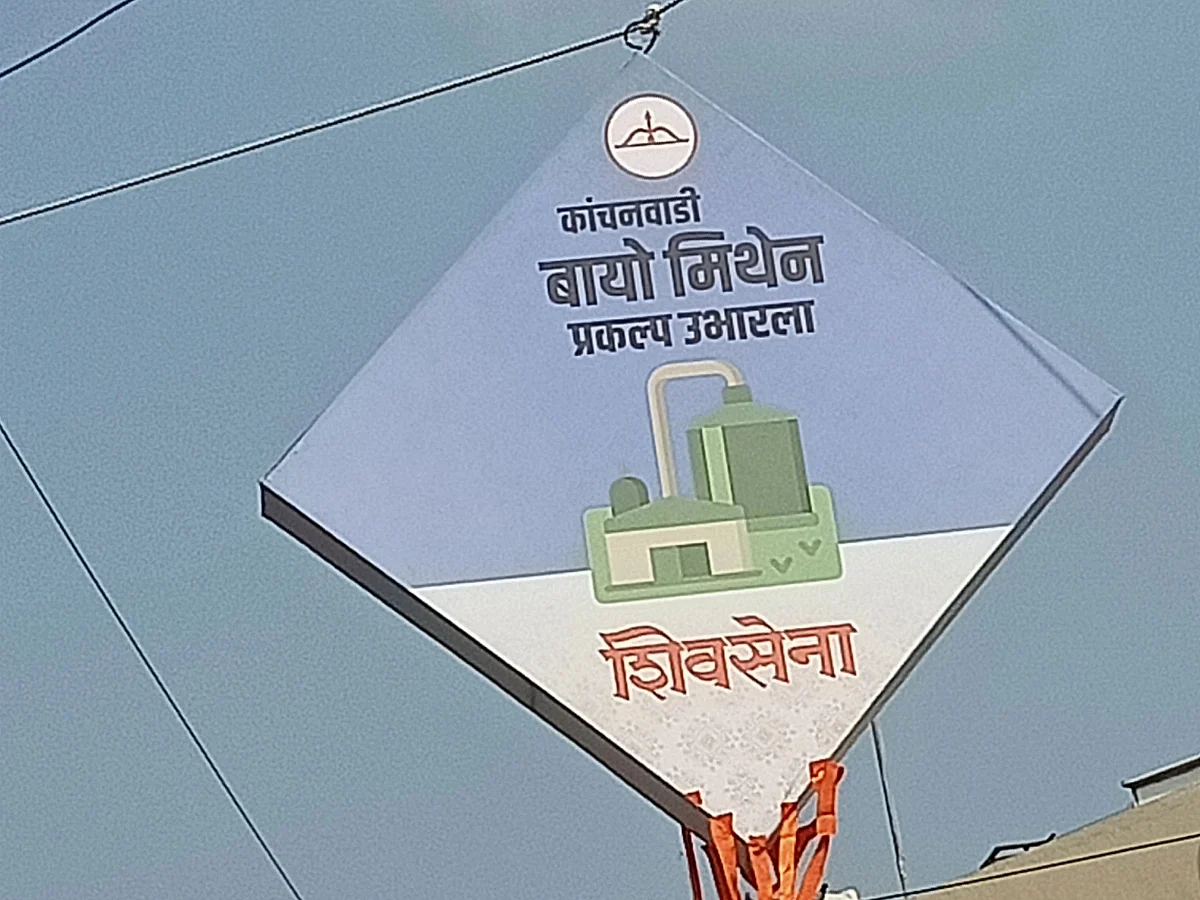 कांचनवाडी
बायो मिथेन
प्रकल्प उभारला
शिवसेना